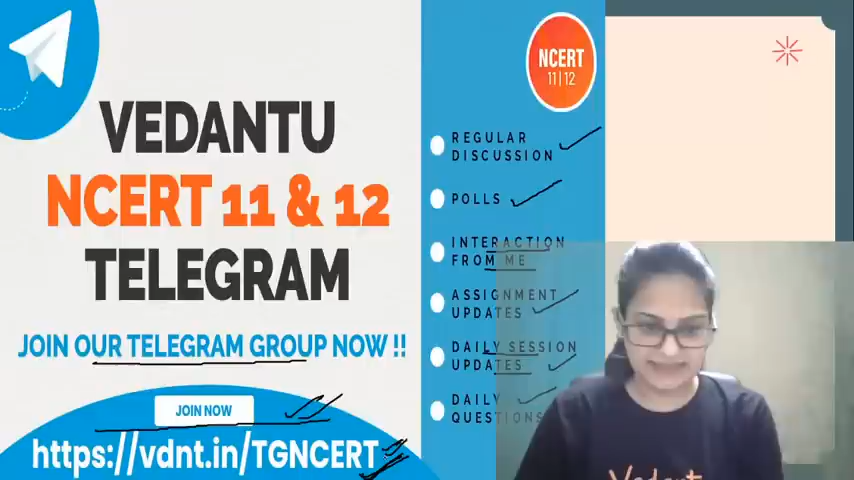 VEDANTU
NCERT 11 & 12
TELEGRAM
JOIN OUR TELEGRAM GROUP NOW !!
JOIN NOW
https://vdnt.in/TGNCERT
NCERT
11|12
REGULAR
DISCUSSION
POLLS
INTERACTION
FROM ME
ASSIGNMENT
UPDATES
DAILY SESSION
UPDATES
DAILY
QUESTIONS